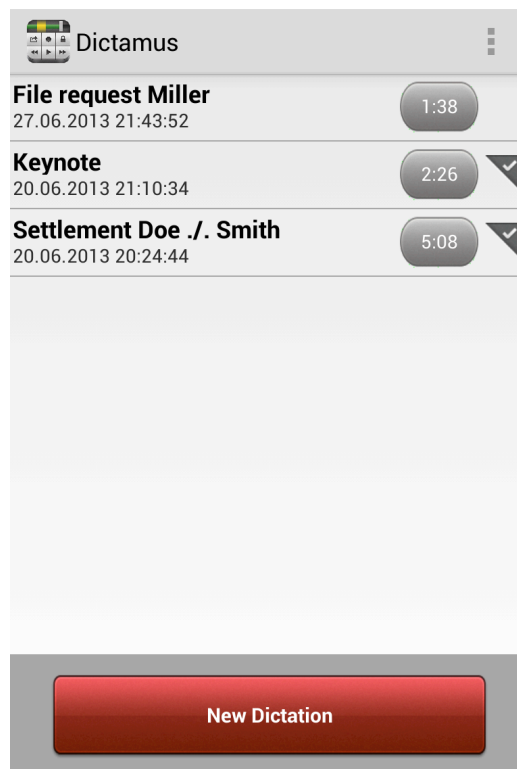 Dictamus
File request Miller
27.06.2013 21:43:52
1:38
Keynote
20.06.2013 21:10:34
2:26
Settlement Doe ./. Smith
20.06.2013 20:24:44
5:08
New Dictation